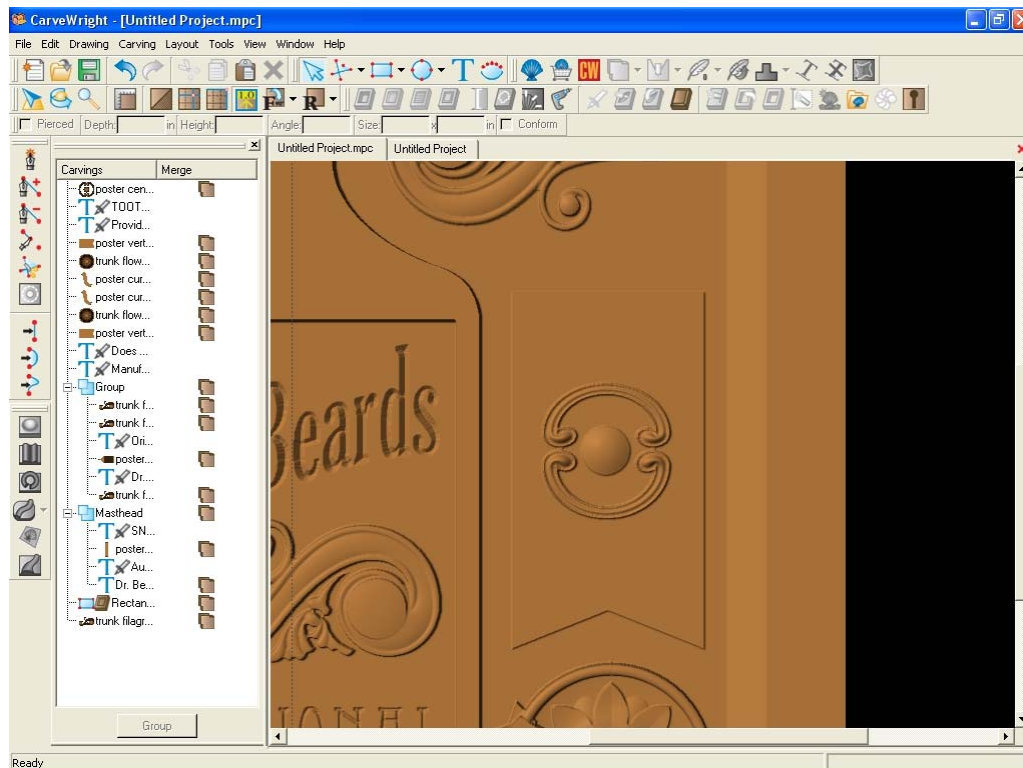 CarveWright - [Untitled Project.mpc]
File Edit Drawing Carving Layout Tools View Window Help
Pierced Depth: in Height: Angle: Size: x in Conform
Untitled Project.mpc Untitled Project
Carvings Merge
poster cen...
TOOT...
Provid...
poster vert...
trunk flow...
poster cur...
poster cur...
trunk flow...
poster vert...
Does ...
Manuf...
Group
trunk f...
trunk f...
Ori...
poster...
Dr....
trunk f...
Masthead
SN...
poster...
Au...
Dr. Be...
Rectan...
trunk filagr...
Group
Beards
IONAL
Ready